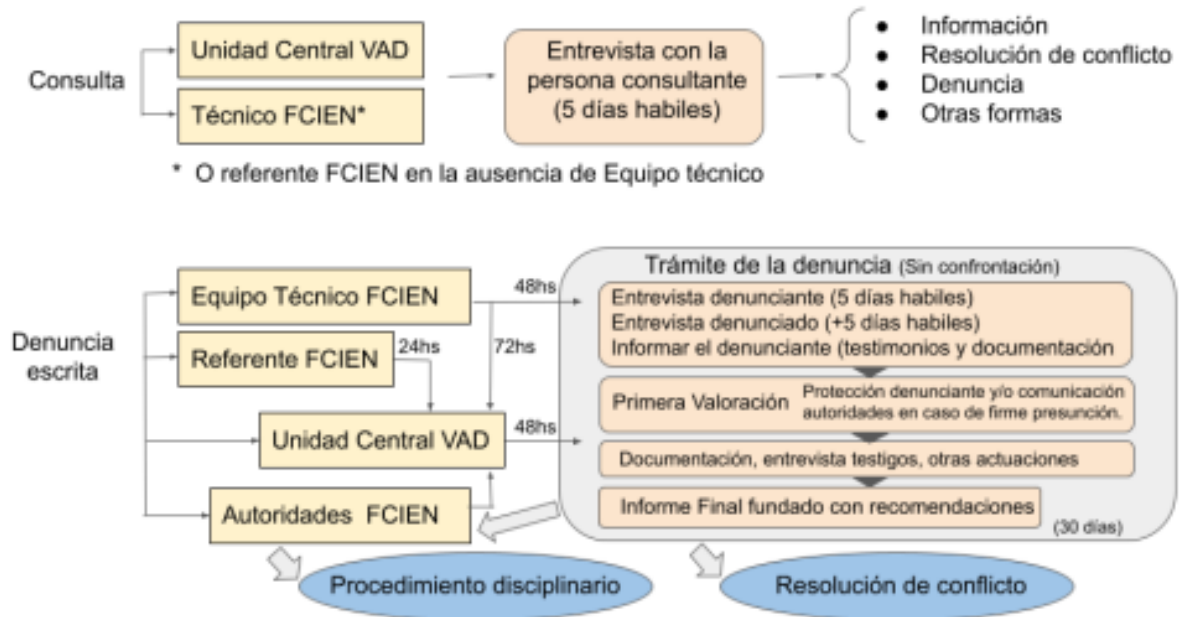 Consulta
Unidad Central VAD
Técnico FCIEN*
Entrevista con la
persona consultante
(5 días habiles)
● Información
● Resolución de conflicto
● Denuncia
● Otras formas
* O referente FCIEN en la ausencia de Equipo técnico
Denuncia
escrita
Equipo Técnico FCIEN
48hs
Referente FCIEN
24hs
72hs
Unidad Central VAD
48hs
Autoridades FCIEN
Trámite de la denuncia (Sin confrontación)
Entrevista denunciante (5 días habiles)
Entrevista denunciado (+5 días habiles)
Informar el denunciante (testimonios y documentación
Primera Valoración
Protección denunciante y/o comunicación
autoridades en caso de firme presunción.
Documentación, entrevista testigos, otras actuaciones
Informe Final fundado con recomendaciones
(30 días)
Procedimiento disciplinario
Resolución de conflicto